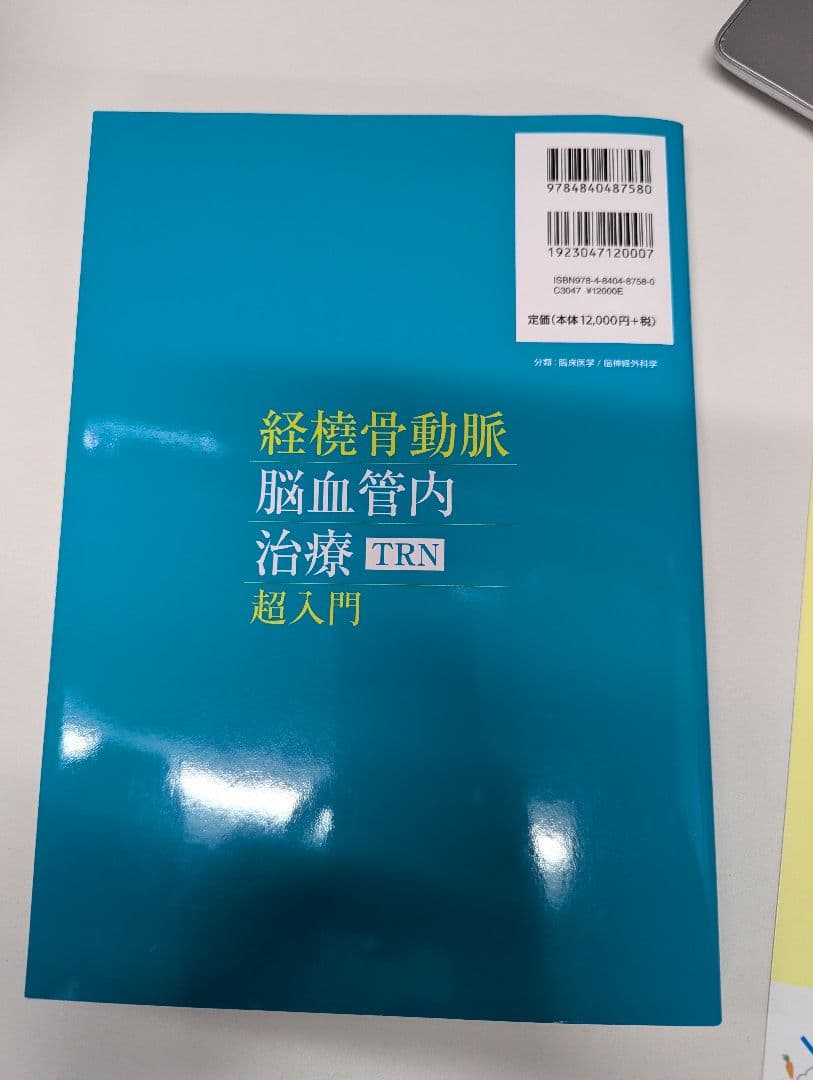 9784840487580
1923047120007
ISBN978-4-8404-8758-0
C3047 ¥12000E
定価(本体12,000円+税)
分類:臨床医学/脳神経外科学
経橈骨動脈
脳血管内
治療 TRN
超入門